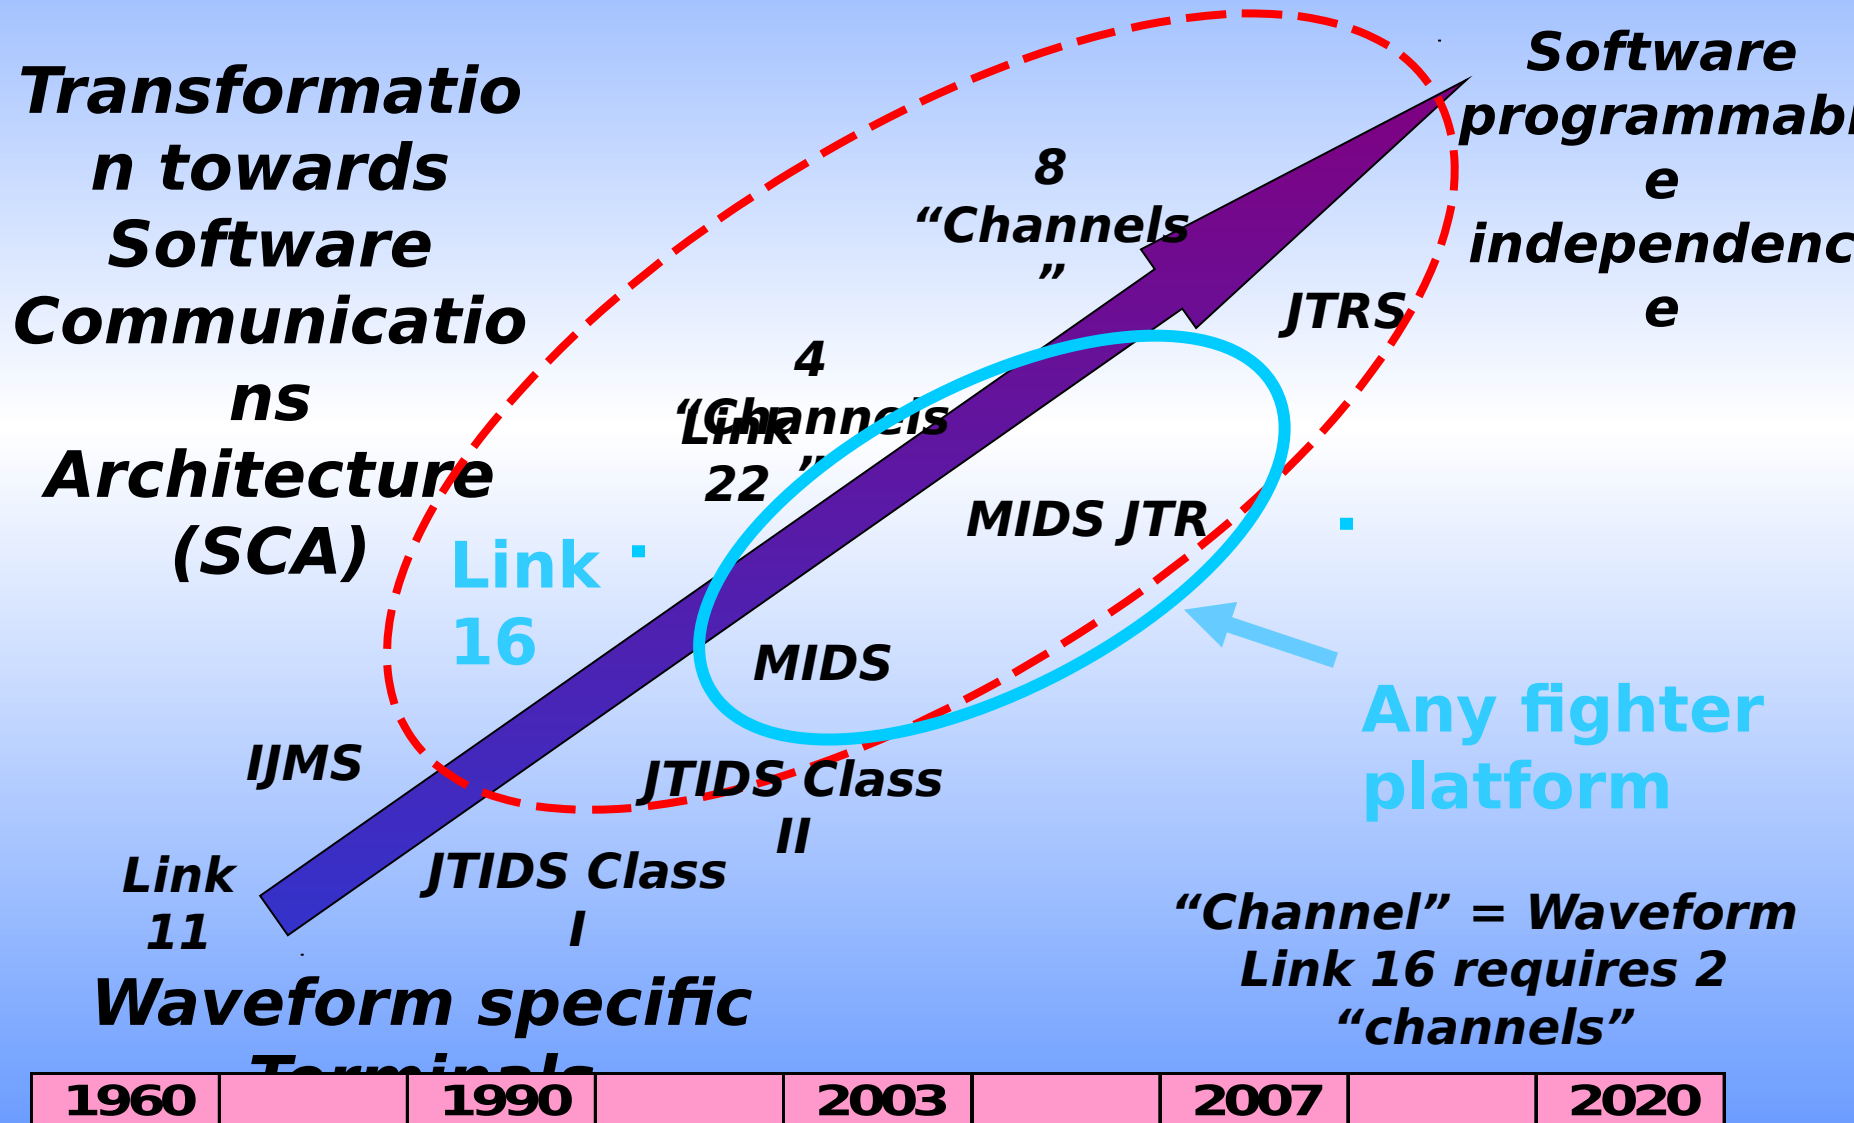 Transformatio
n towards
Software
Communicatio
ns
Architecture
(SCA)
Software
programmabl
e
independenc
e
8
“Channels
”
JTRS
4
“Channels
”
Link
22
MIDS JTR
Link
16
MIDS
Any fighter
platform
IJMS
JTIDS Class
II
JTIDS Class
I
Link
11
“Channel” = Waveform
Link 16 requires 2
“channels”
Waveform specific
Terminals
1960
1990
2003
2007
2020